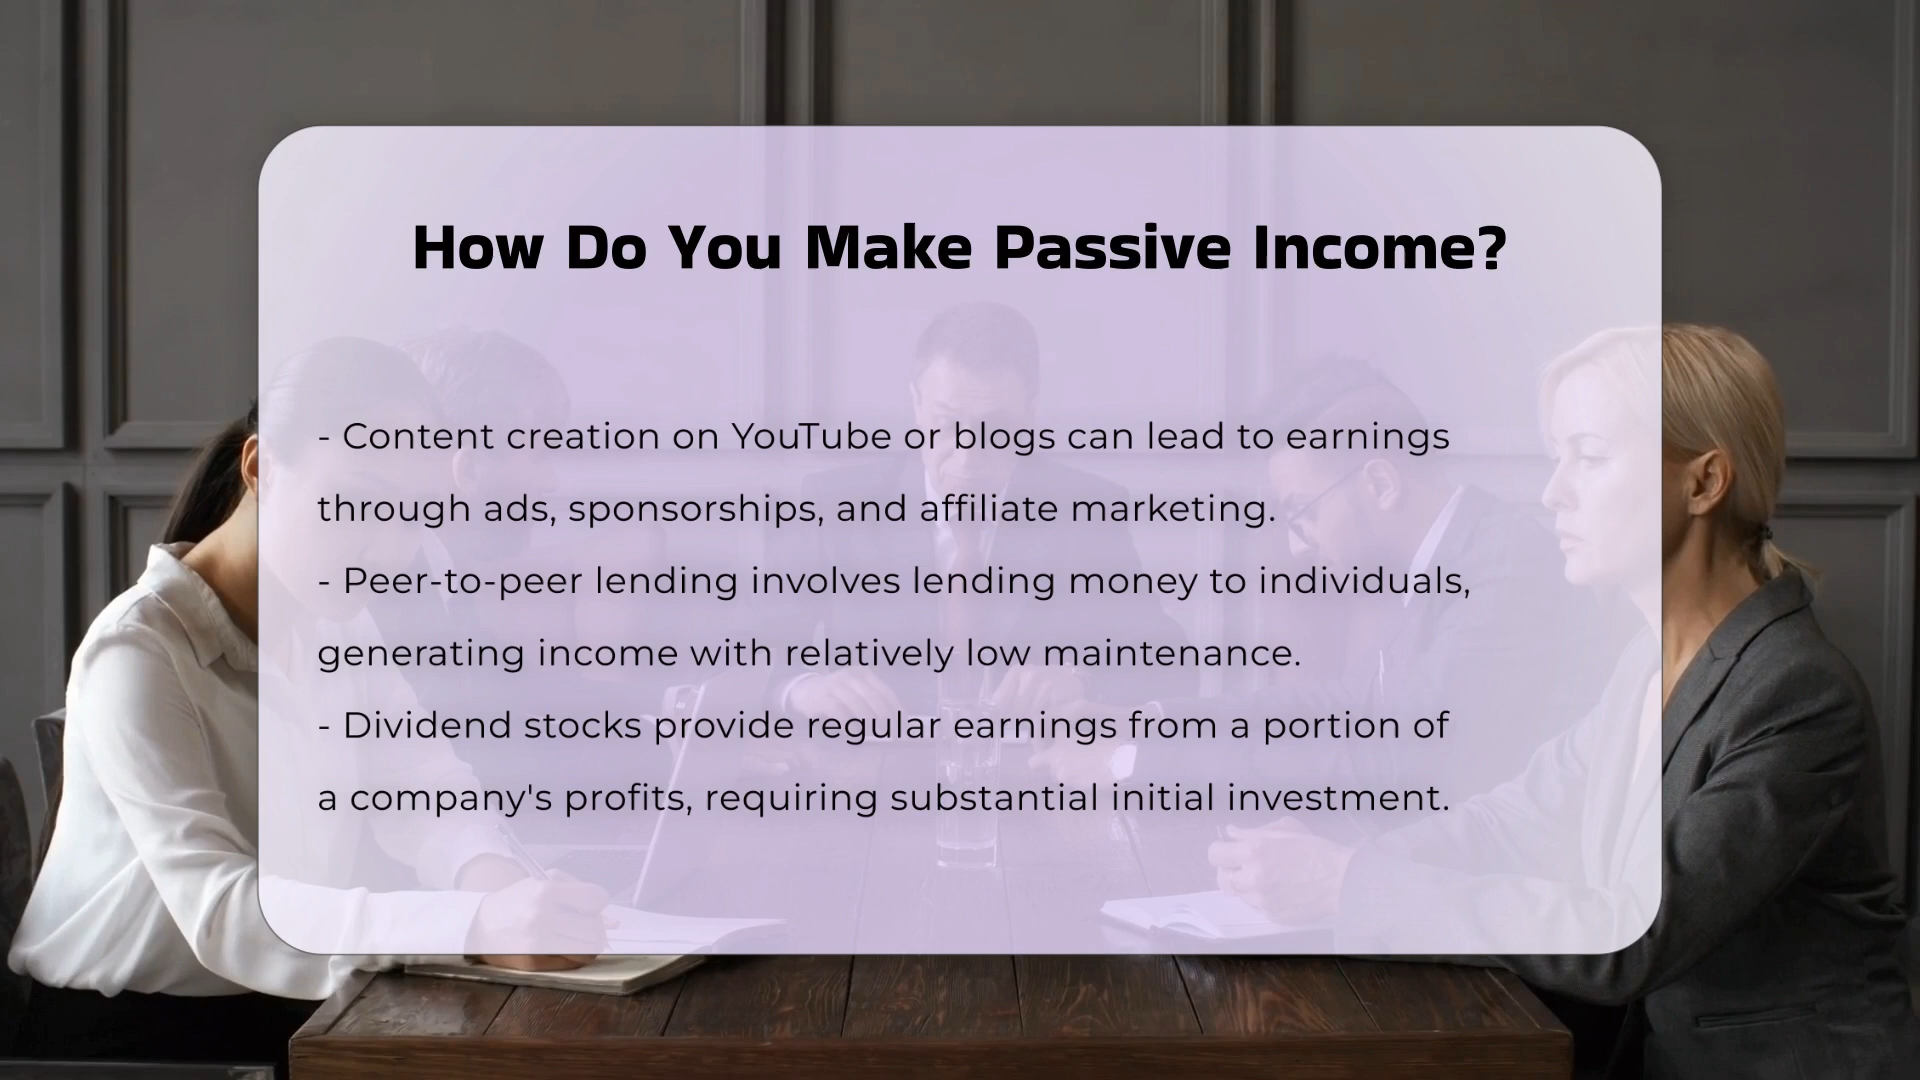 How Do You Make Passive Income?
- Content creation on YouTube or blogs can lead to earnings
through ads, sponsorships, and affiliate marketing.
- Peer-to-peer lending involves lending money to individuals,
generating income with relatively low maintenance.
- Dividend stocks provide regular earnings from a portion of
a company's profits, requiring substantial initial investment.